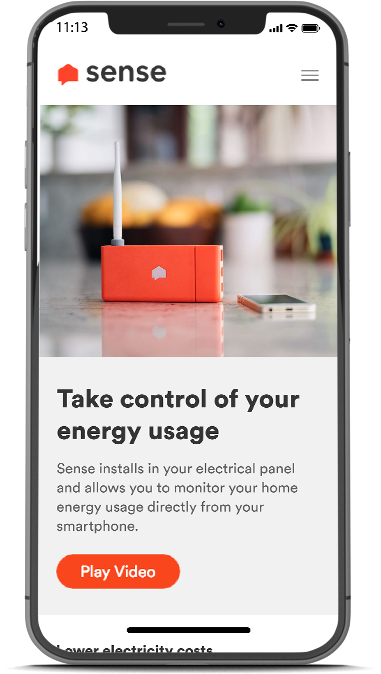 11:13
sense
Take control of your
energy usage
Sense installs in your electrical panel
and allows you to monitor your home
energy usage directly from your
smartphone.
Play Video
Lower electricity costs